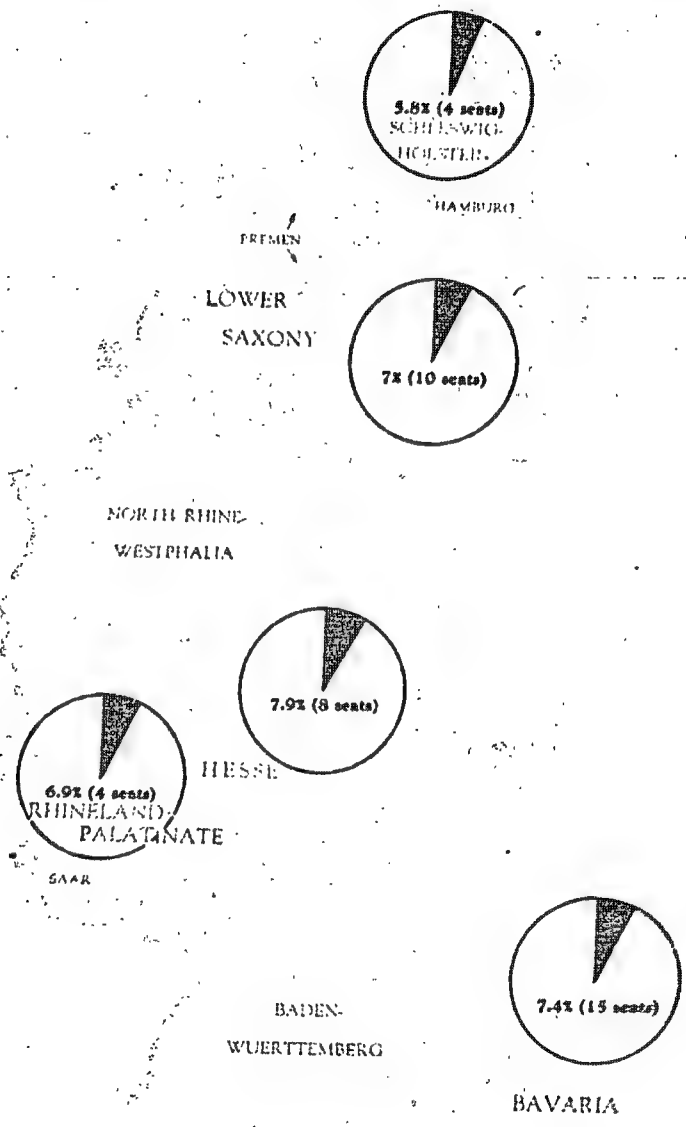 5.8% (4 seats)
SCHLESWIG-
HOLSTEIN
HAMBURG
BREMEN
LOWER
SAXONY
7% (10 seats)
NORTH RHINE-
WESTPHALIA
7.9% (8 seats)
HESSE
6.9% (4 seats)
RHINELAND-
PALATINATE
SAAR
7.4% (15 seats)
BADEN-
WUERTTEMBERG
BAVARIA